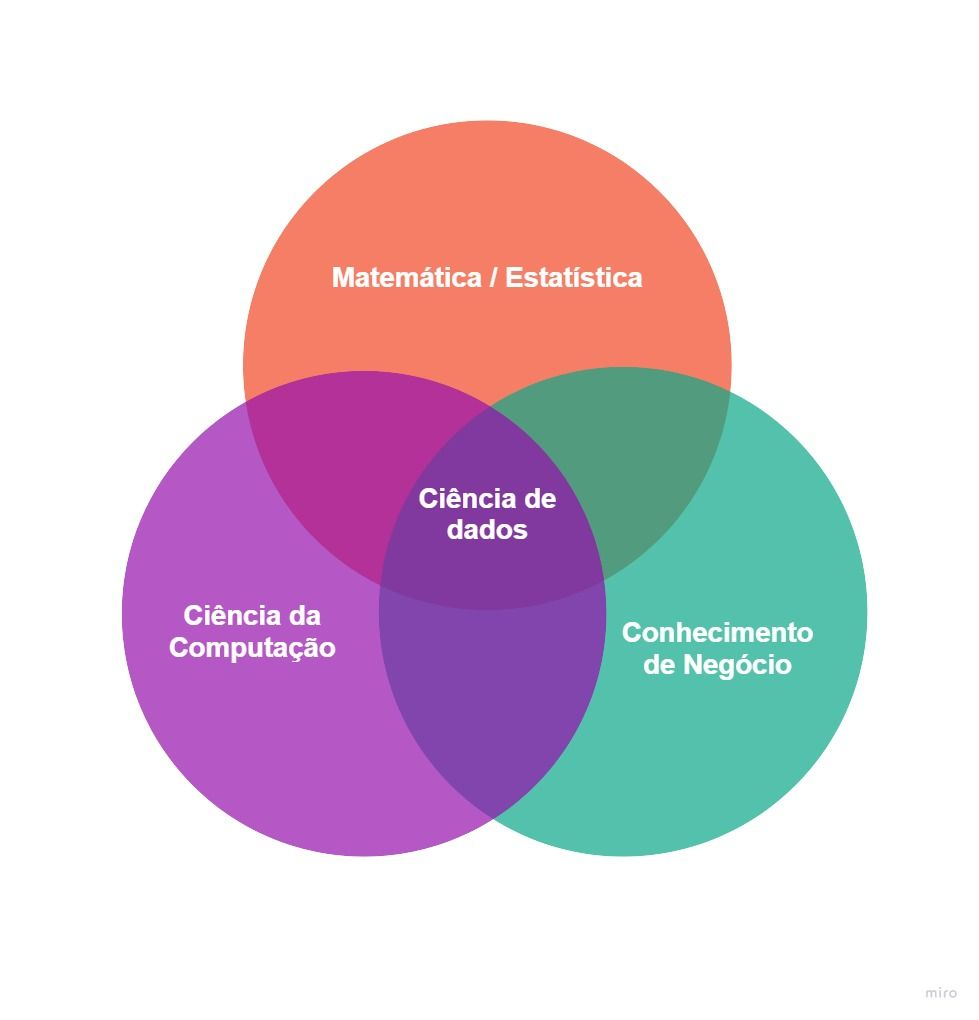 Matemática / Estatística
Ciência de
dados
Ciência da
Computação
Conhecimento
de Negócio
miro